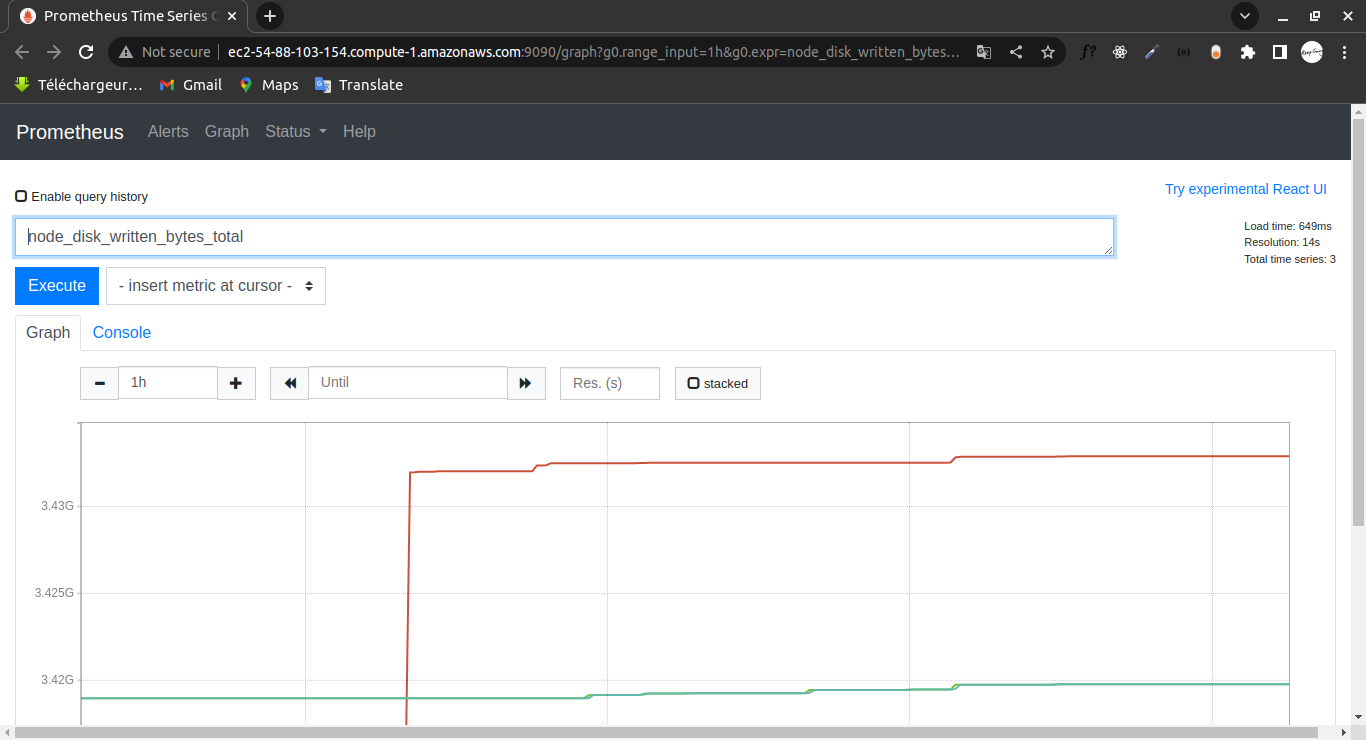 Prometheus Time Series C
Not secure ec2-54-88-103-154.compute-1.amazonaws.com:9090/graph?g0.range_input=1h&g0.expr=node_disk_written_bytes…
Téléchargeur… Gmail Maps Translate
Prometheus Alerts Graph Status Help
Try experimental React UI
Enable query history
node_disk_written_bytes_total
Load time: 649ms
Resolution: 14s
Total time series: 3
Execute - insert metric at cursor -
Graph Console
1h Until Res. (s) stacked
3.43G
3.425G
3.42G